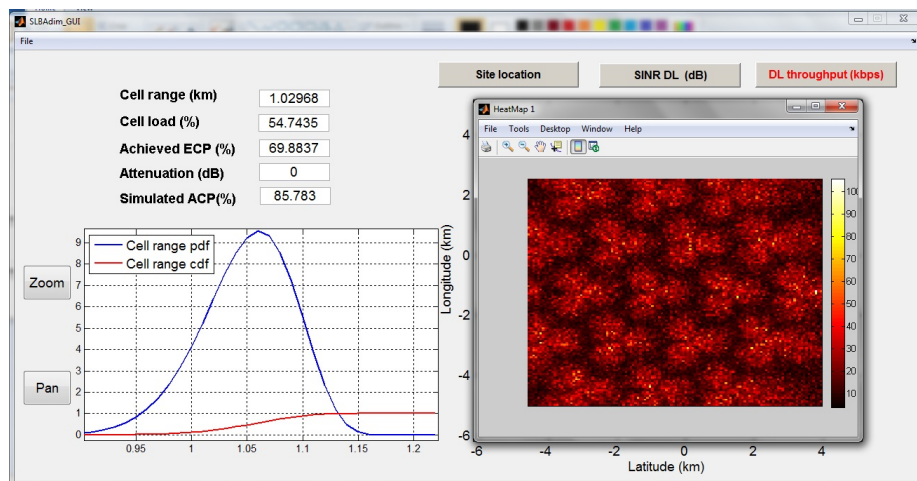 SLBAdim_GUI
File
Site location
SINR DL (dB)
DL throughput (kbps)
Cell range (km)
1.02968
Cell load (%)
54.7435
Achieved ECP (%)
69.8837
Attenuation (dB)
0
Simulated ACP(%)
85.783
HeatMap 1
File Tools Desktop Window Help
Cell range pdf
Cell range cdf
Zoom
Pan
9
8
7
6
5
4
3
2
1
0
0.95 1 1.05 1.1 1.15 1.2
Longitude (km)
4
2
0
-2
-4
-6
-6 -4 -2 0 2 4
Latitude (km)
100
90
80
70
60
50
40
30
20
10